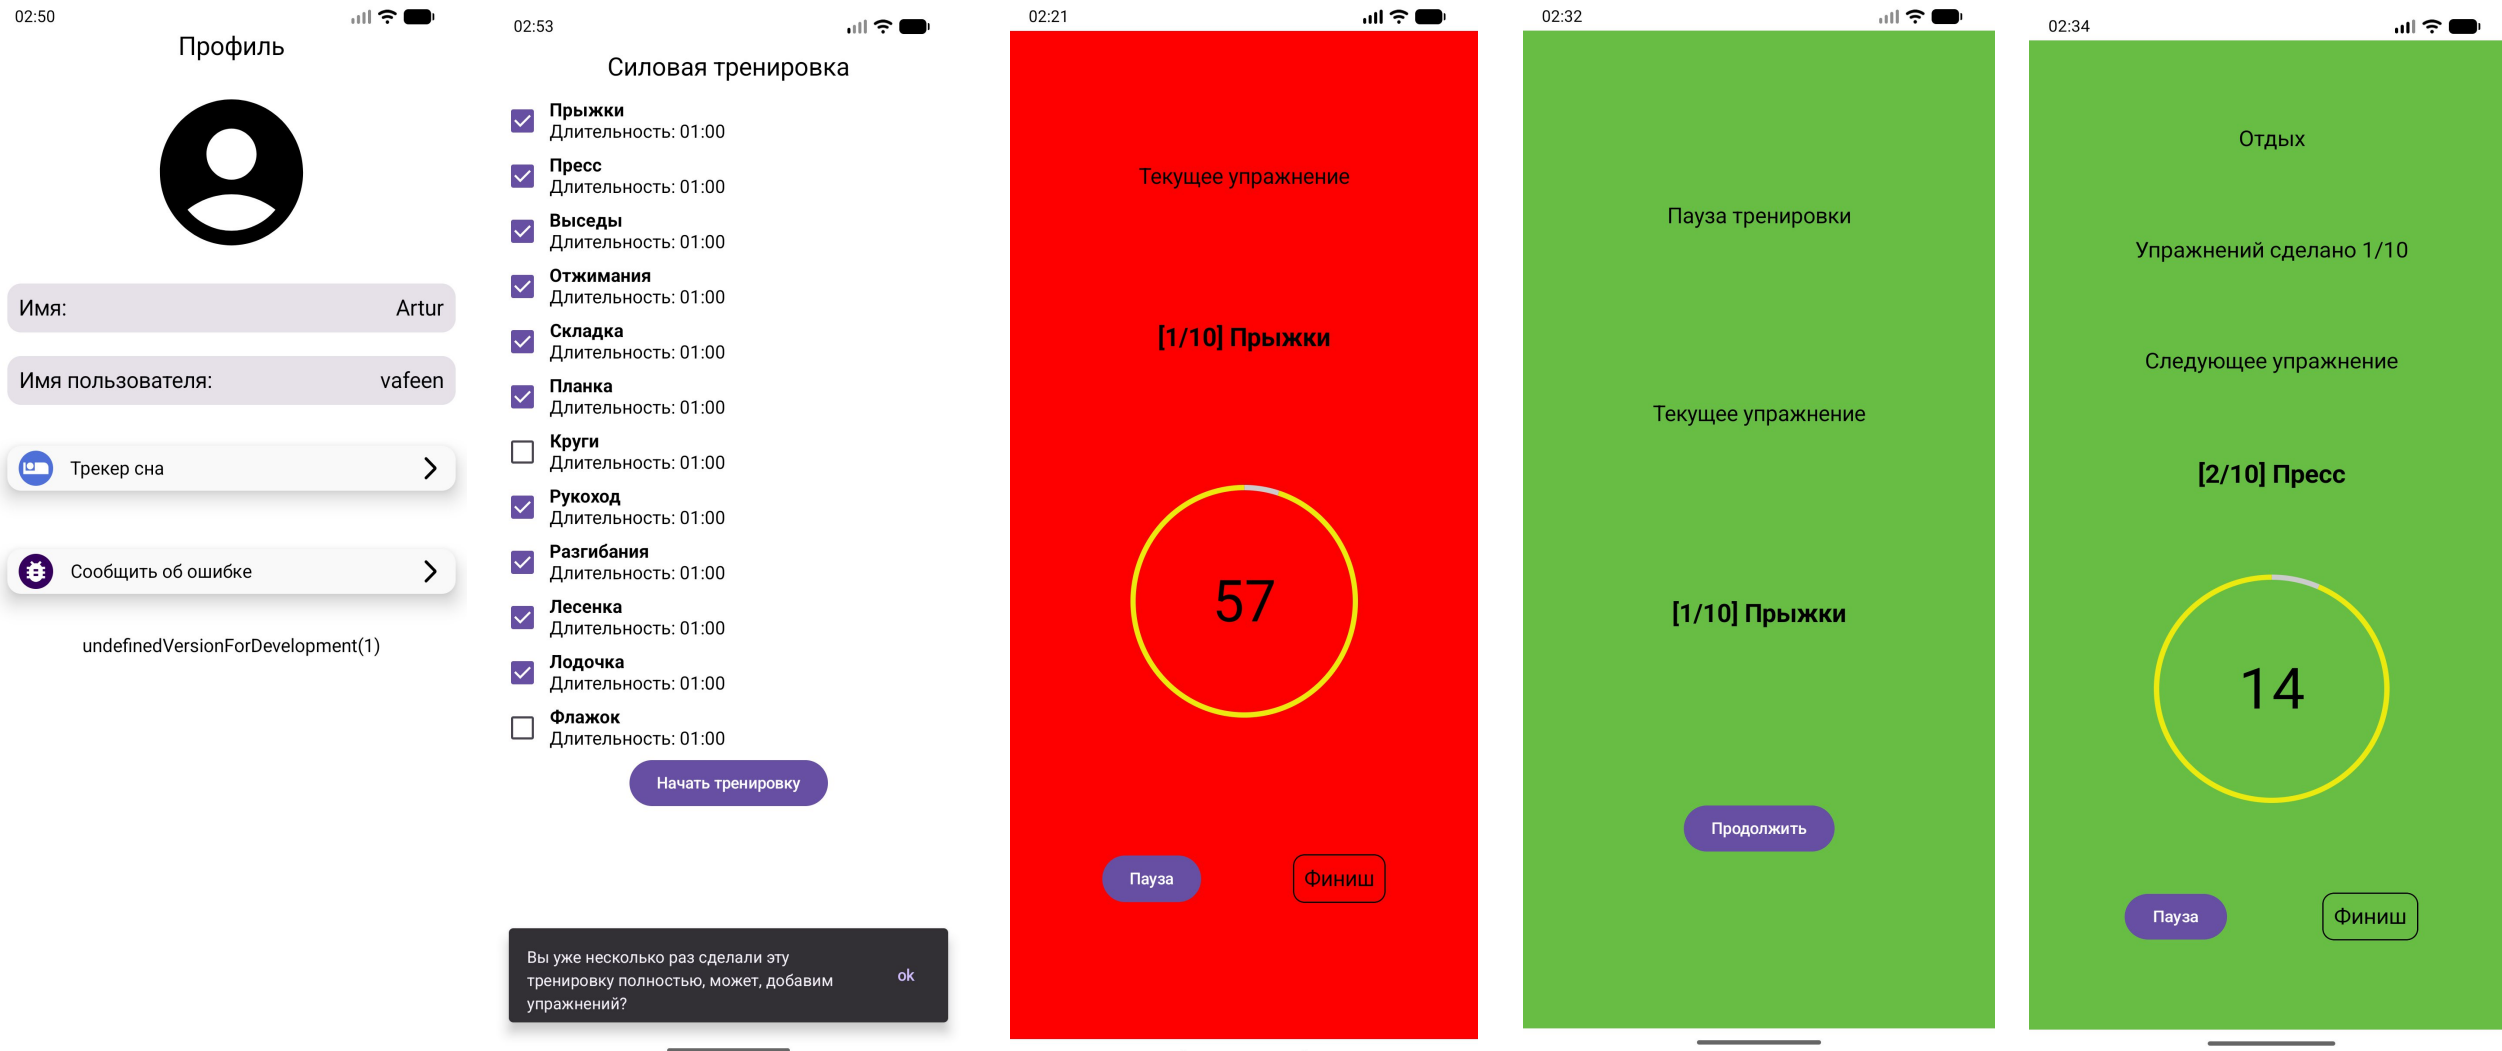 02:50
Профиль
Имя: Artur
Имя пользователя: vafeen
Трекер сна
Сообщить об ошибке
undefinedVersionForDevelopment(1)
02:53
Силовая тренировка
Прыжки
Длительность: 01:00
Пресс
Длительность: 01:00
Выседы
Длительность: 01:00
Отжимания
Длительность: 01:00
Складка
Длительность: 01:00
Планка
Длительность: 01:00
Круги
Длительность: 01:00
Рукоход
Длительность: 01:00
Разгибания
Длительность: 01:00
Лесенка
Длительность: 01:00
Лодочка
Длительность: 01:00
Флажок
Длительность: 01:00
Начать тренировку
Вы уже несколько раз сделали эту
тренировку полностью, может, добавим
упражнений?
ok
02:21
Текущее упражнение
[1/10] Прыжки
57
Пауза
Финиш
02:32
Пауза тренировки
Текущее упражнение
[1/10] Прыжки
Продолжить
02:34
Отдых
Упражнений сделано 1/10
Следующее упражнение
[2/10] Пресс
14
Пауза
Финиш